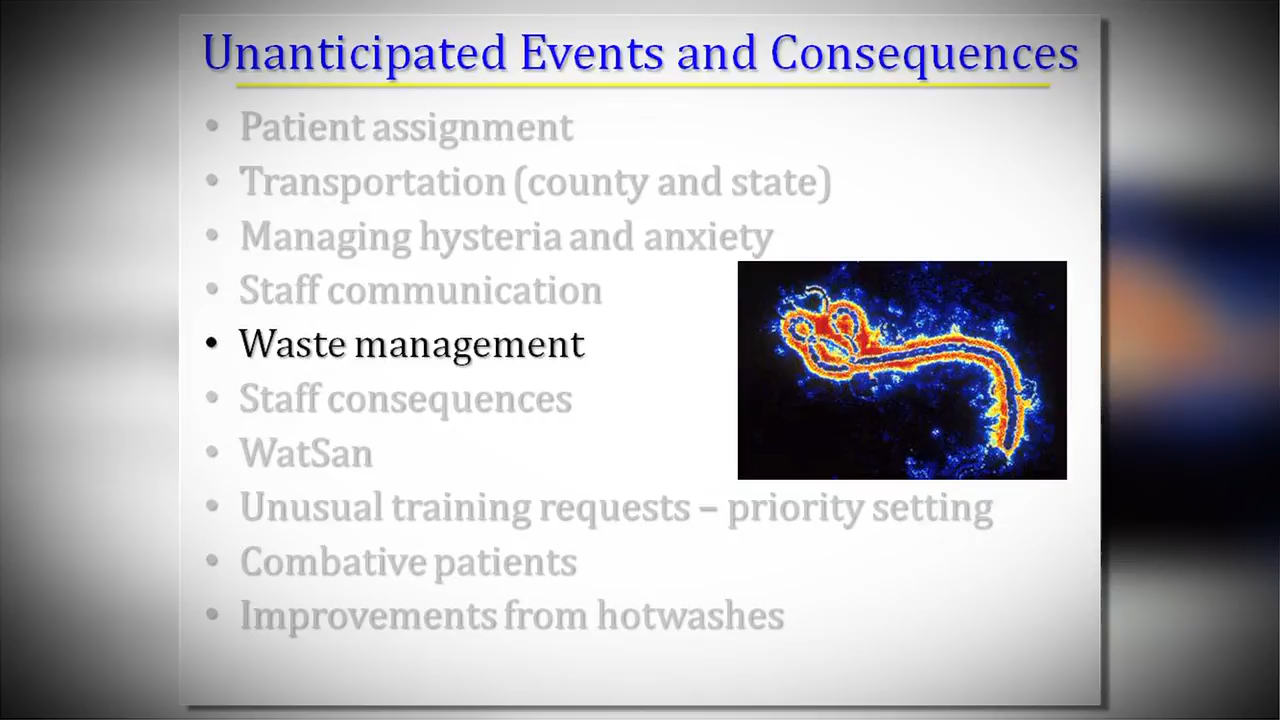 Unanticipated Events and Consequences
• Patient assignment
• Transportation (county and state)
• Managing hysteria and anxiety
• Staff communication
• Waste management
• Staff consequences
• WatSan
• Unusual training requests – priority setting
• Combative patients
• Improvements from hotwashes